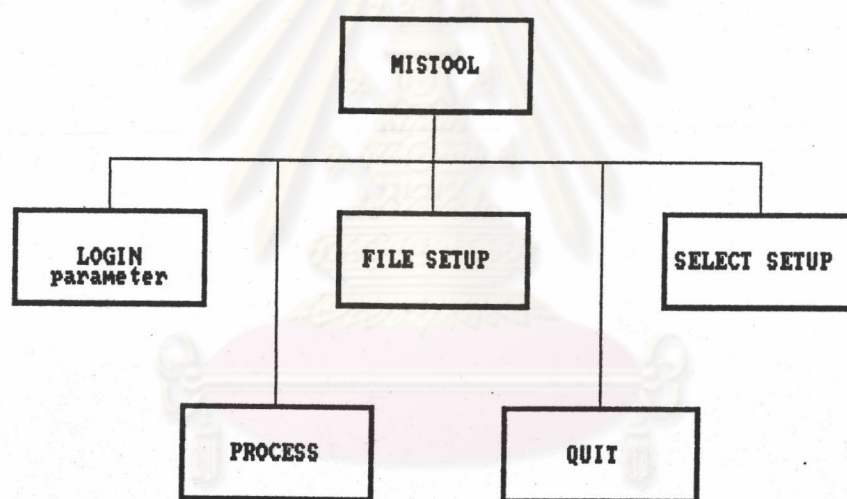 MISTOOL
LOGIN
parameter
FILE SETUP
SELECT SETUP
PROCESS
QUIT